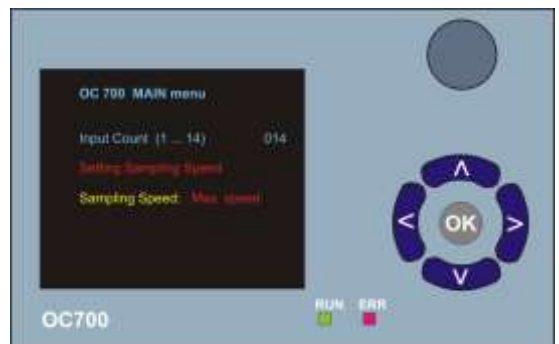 OC 700 MAIN menu
Input Count (1 ... 14) 014
Setting Sampling Speed
Sampling Speed: Max. speed
< OK >
RUN ERR
OC700